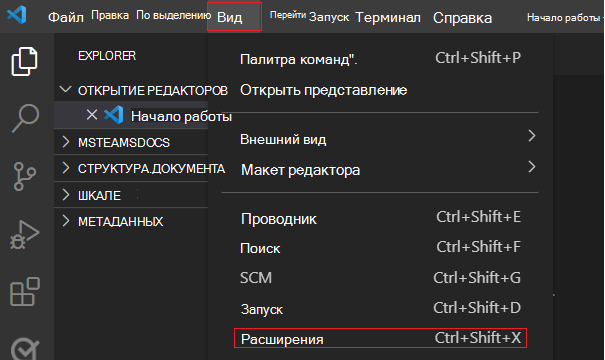 Файл Правка По выделению Вид Перейти Запуск Терминал Справка Начало работы -
EXPLORER
ОТКРЫТИЕ РЕДАКТОРОВ
Начало работы
MSTEAMSDOCS
СТРУКТУРА.ДОКУМЕНТА
ШКАЛЕ
МЕТАДАННЫХ
Палитра команд". Ctrl+Shift+P
Открыть представление
Внешний вид
Макет редактора
Проводник Ctrl+Shift+E
Поиск Ctrl+Shift+F
SCM Ctrl+Shift+G
Запуск Ctrl+Shift+D
Расширения Ctrl+Shift+X